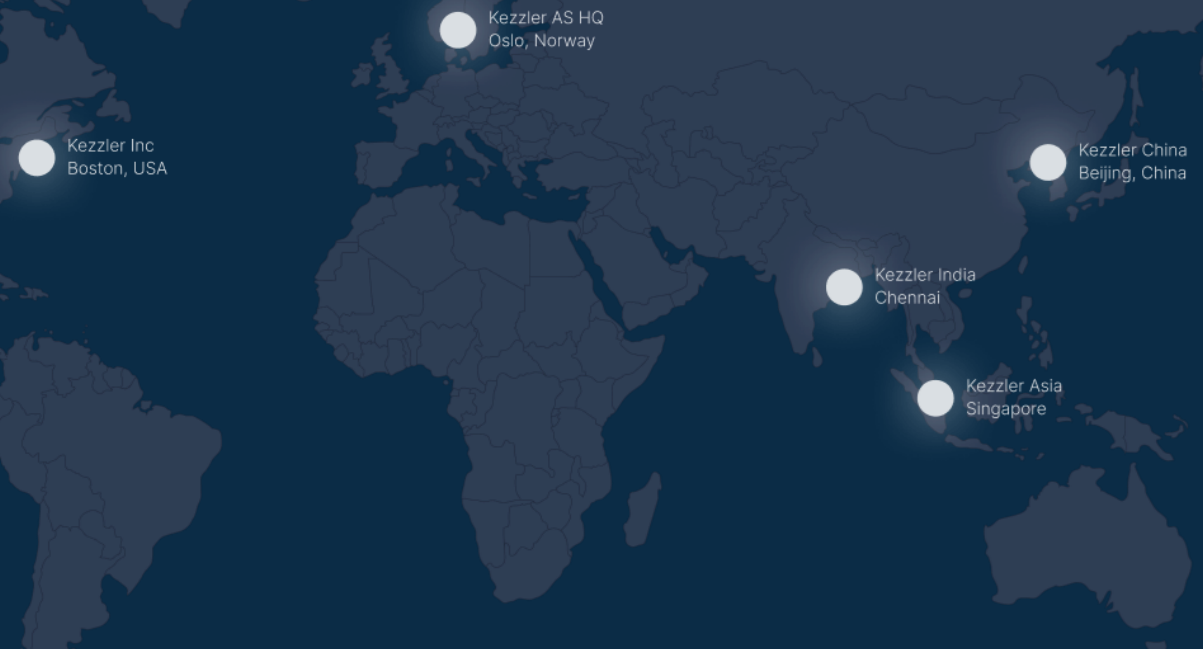 Kezzler AS HQ
Oslo, Norway
Kezzler Inc
Boston, USA
Kezzler China
Beijing, China
Kezzler India
Chennai
Kezzler Asia
Singapore